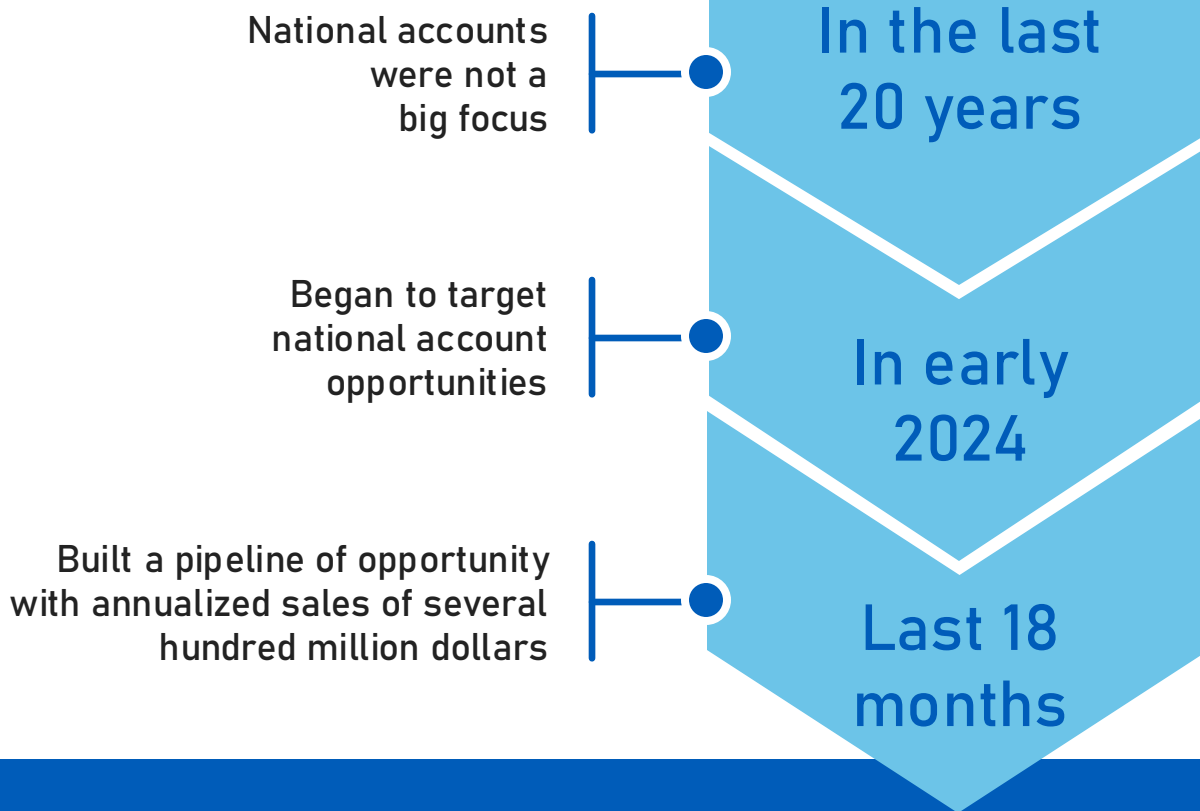 National accounts
were not a
big focus
In the last
20 years
Began to target
national account
opportunities
In early
2024
Built a pipeline of opportunity
with annualized sales of several
hundred million dollars
Last 18
months